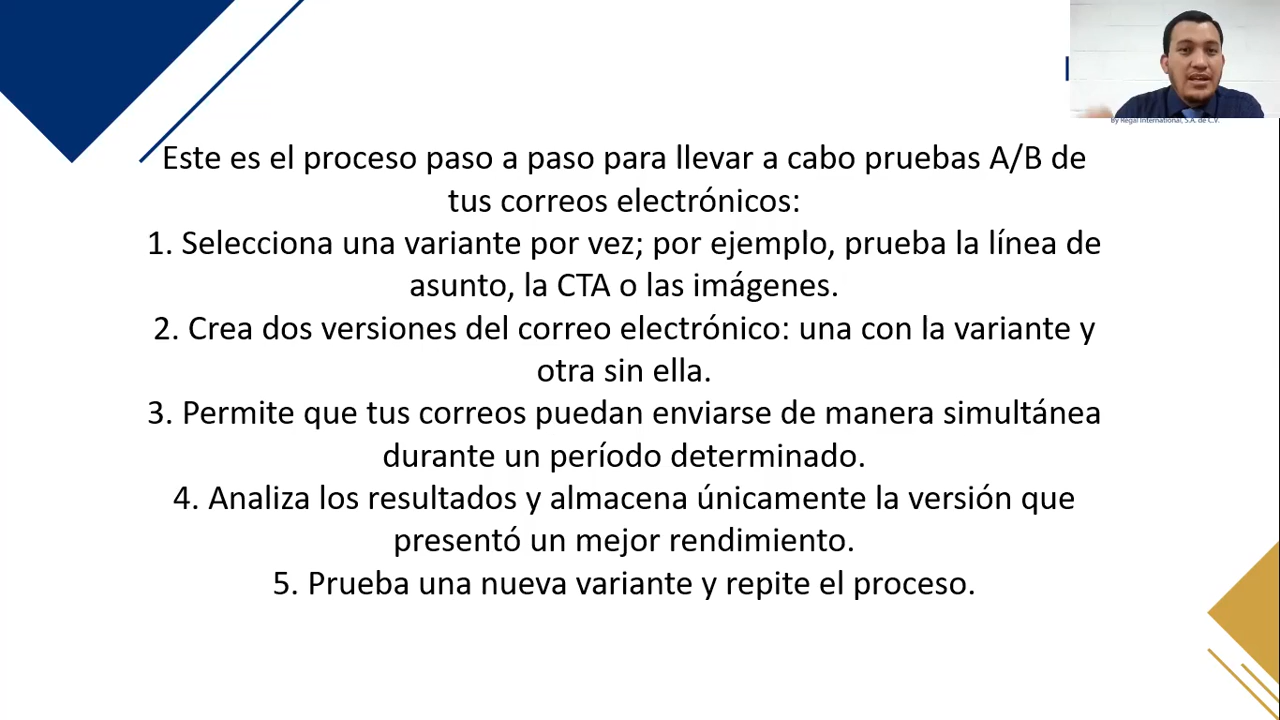 By Regal International, S.A. de C.V.
Este es el proceso paso a paso para llevar a cabo pruebas A/B de
tus correos electrónicos:
1. Selecciona una variante por vez; por ejemplo, prueba la línea de
asunto, la CTA o las imágenes.
2. Crea dos versiones del correo electrónico: una con la variante y
otra sin ella.
3. Permite que tus correos puedan enviarse de manera simultánea
durante un período determinado.
4. Analiza los resultados y almacena únicamente la versión que
presentó un mejor rendimiento.
5. Prueba una nueva variante y repite el proceso.